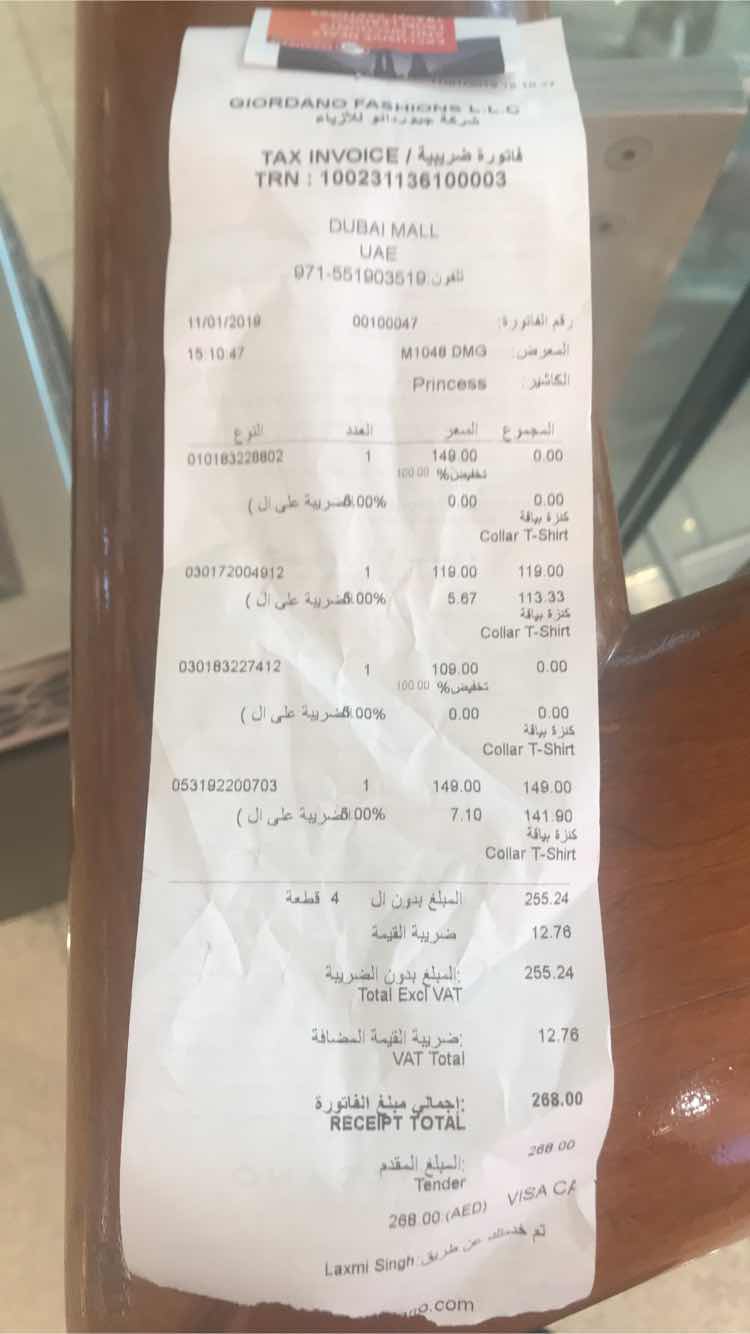 GIORDANO FASHIONS L.L.C
شركة جيوردانو للأزياء
TAX INVOICE / فاتورة ضريبية
TRN : 100231136100003
DUBAI MALL
UAE
971-551903519 تلفون:
11/01/2019 00100047 رقم الفاتورة:
15:10:47 M1048 DMG المعرض:
Princess الكاشير:
النوع العدد السعر المجموع
010183228802 1 149.00 0.00
100.00 %تخفيض
( ضريبة على ال 5.00% 0.00 0.00
كنزة بياقة
Collar T-Shirt
030172004912 1 119.00 119.00
( ضريبة على ال 5.00% 5.67 113.33
كنزة بياقة
Collar T-Shirt
030183227412 1 109.00 0.00
100.00 %تخفيض
( ضريبة على ال 5.00% 0.00 0.00
كنزة بياقة
Collar T-Shirt
053192200703 1 149.00 149.00
( ضريبة على ال 5.00% 7.10 141.90
كنزة بياقة
Collar T-Shirt
4 قطعة المبلغ بدون ال 255.24
ضريبة القيمة 12.76
المبلغ بدون الضريبة: 255.24
Total Excl VAT
ضريبة القيمة المضافة: 12.76
VAT Total
إجمالي مبلغ الفاتورة: 268.00
RECEIPT TOTAL
المبلغ المقدم: 268.00
Tender
268.00 (AED) VISA CA
Laxmi Singh تم خدمتك عن طريق:
o.com